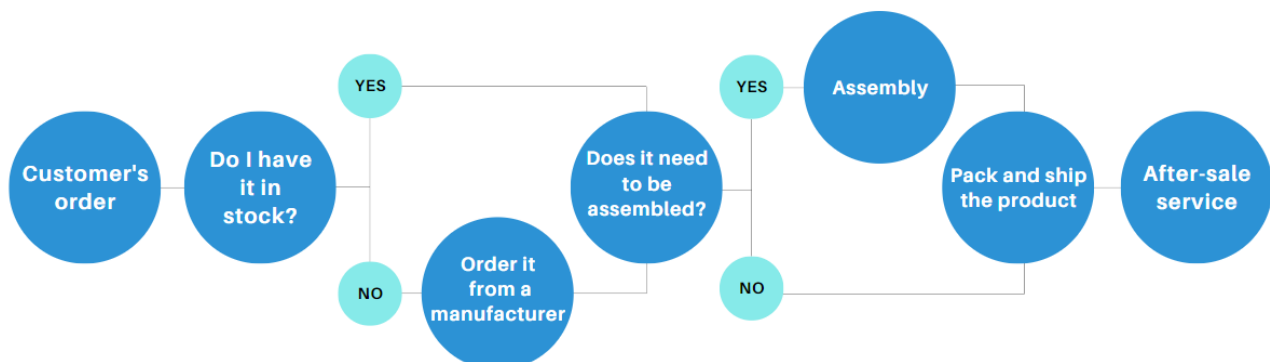 Customer's
order
Do I have
it in
stock?
YES
NO
Order it
from a
manufacturer
Does it need
to be
assembled?
YES
NO
Assembly
Pack and ship
the product
After-sale
service